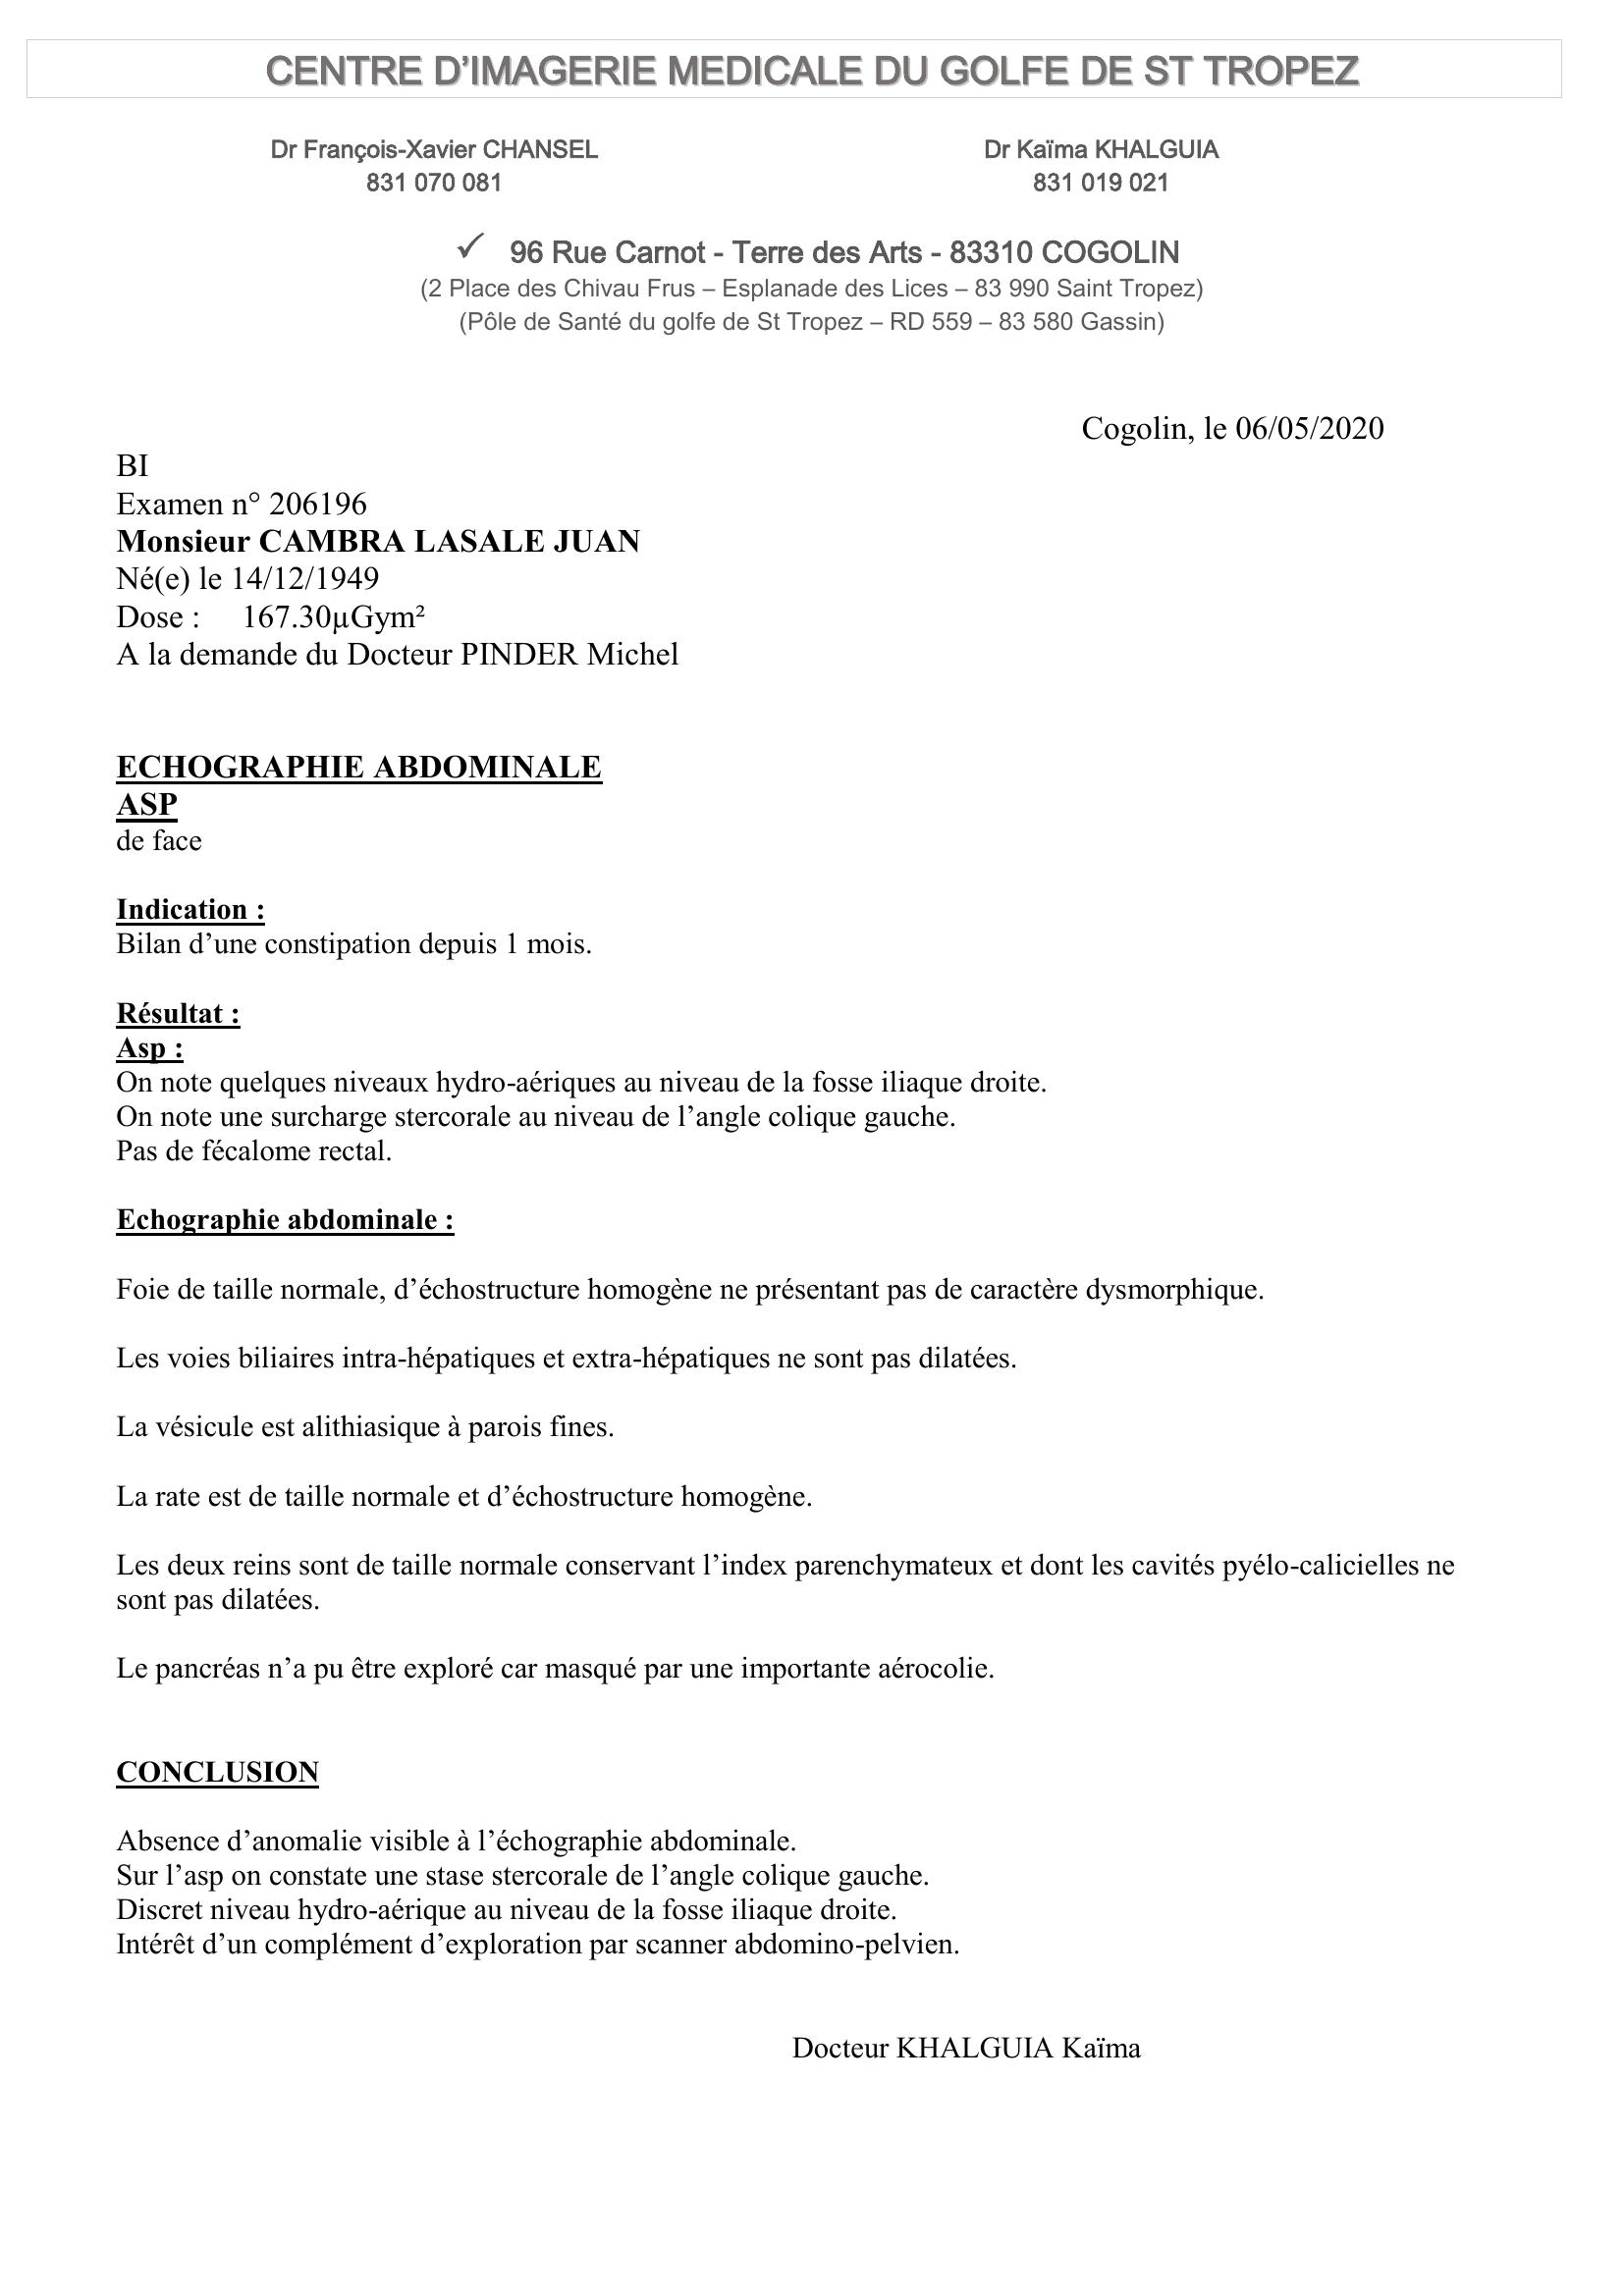 CENTRE D’IMAGERIE MEDICALE DU GOLFE DE ST TROPEZ
Dr François-Xavier CHANSEL
831 070 081
Dr Kaïma KHALGUIA
831 019 021
✓ 96 Rue Carnot - Terre des Arts - 83310 COGOLIN
(2 Place des Chivau Frus – Esplanade des Lices – 83 990 Saint Tropez)
(Pôle de Santé du golfe de St Tropez – RD 559 – 83 580 Gassin)
Cogolin, le 06/05/2020
BI
Examen n° 206196
Monsieur CAMBRA LASALE JUAN
Né(e) le 14/12/1949
Dose : 167.30µGym²
A la demande du Docteur PINDER Michel
ECHOGRAPHIE ABDOMINALE
ASP
de face
Indication :
Bilan d’une constipation depuis 1 mois.
Résultat :
Asp :
On note quelques niveaux hydro-aériques au niveau de la fosse iliaque droite.
On note une surcharge stercorale au niveau de l’angle colique gauche.
Pas de fécalome rectal.
Echographie abdominale :
Foie de taille normale, d’échostructure homogène ne présentant pas de caractère dysmorphique.
Les voies biliaires intra-hépatiques et extra-hépatiques ne sont pas dilatées.
La vésicule est alithiasique à parois fines.
La rate est de taille normale et d’échostructure homogène.
Les deux reins sont de taille normale conservant l’index parenchymateux et dont les cavités pyélo-calicielles ne
sont pas dilatées.
Le pancréas n’a pu être exploré car masqué par une importante aérocolie.
CONCLUSION
Absence d’anomalie visible à l’échographie abdominale.
Sur l’asp on constate une stase stercorale de l’angle colique gauche.
Discret niveau hydro-aérique au niveau de la fosse iliaque droite.
Intérêt d’un complément d’exploration par scanner abdomino-pelvien.
Docteur KHALGUIA Kaïma